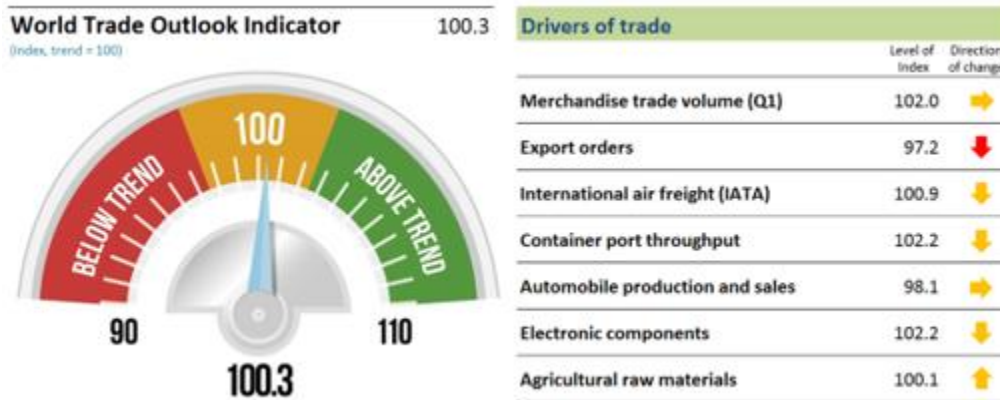 World Trade Outlook Indicator 100.3
(Index, trend = 100)
100
BELOW TREND
ABOVE TREND
90
110
100.3
Drivers of trade
Level of Index
Direction of change
Merchandise trade volume (Q1) 102.0
Export orders 97.2
International air freight (IATA) 100.9
Container port throughput 102.2
Automobile production and sales 98.1
Electronic components 102.2
Agricultural raw materials 100.1